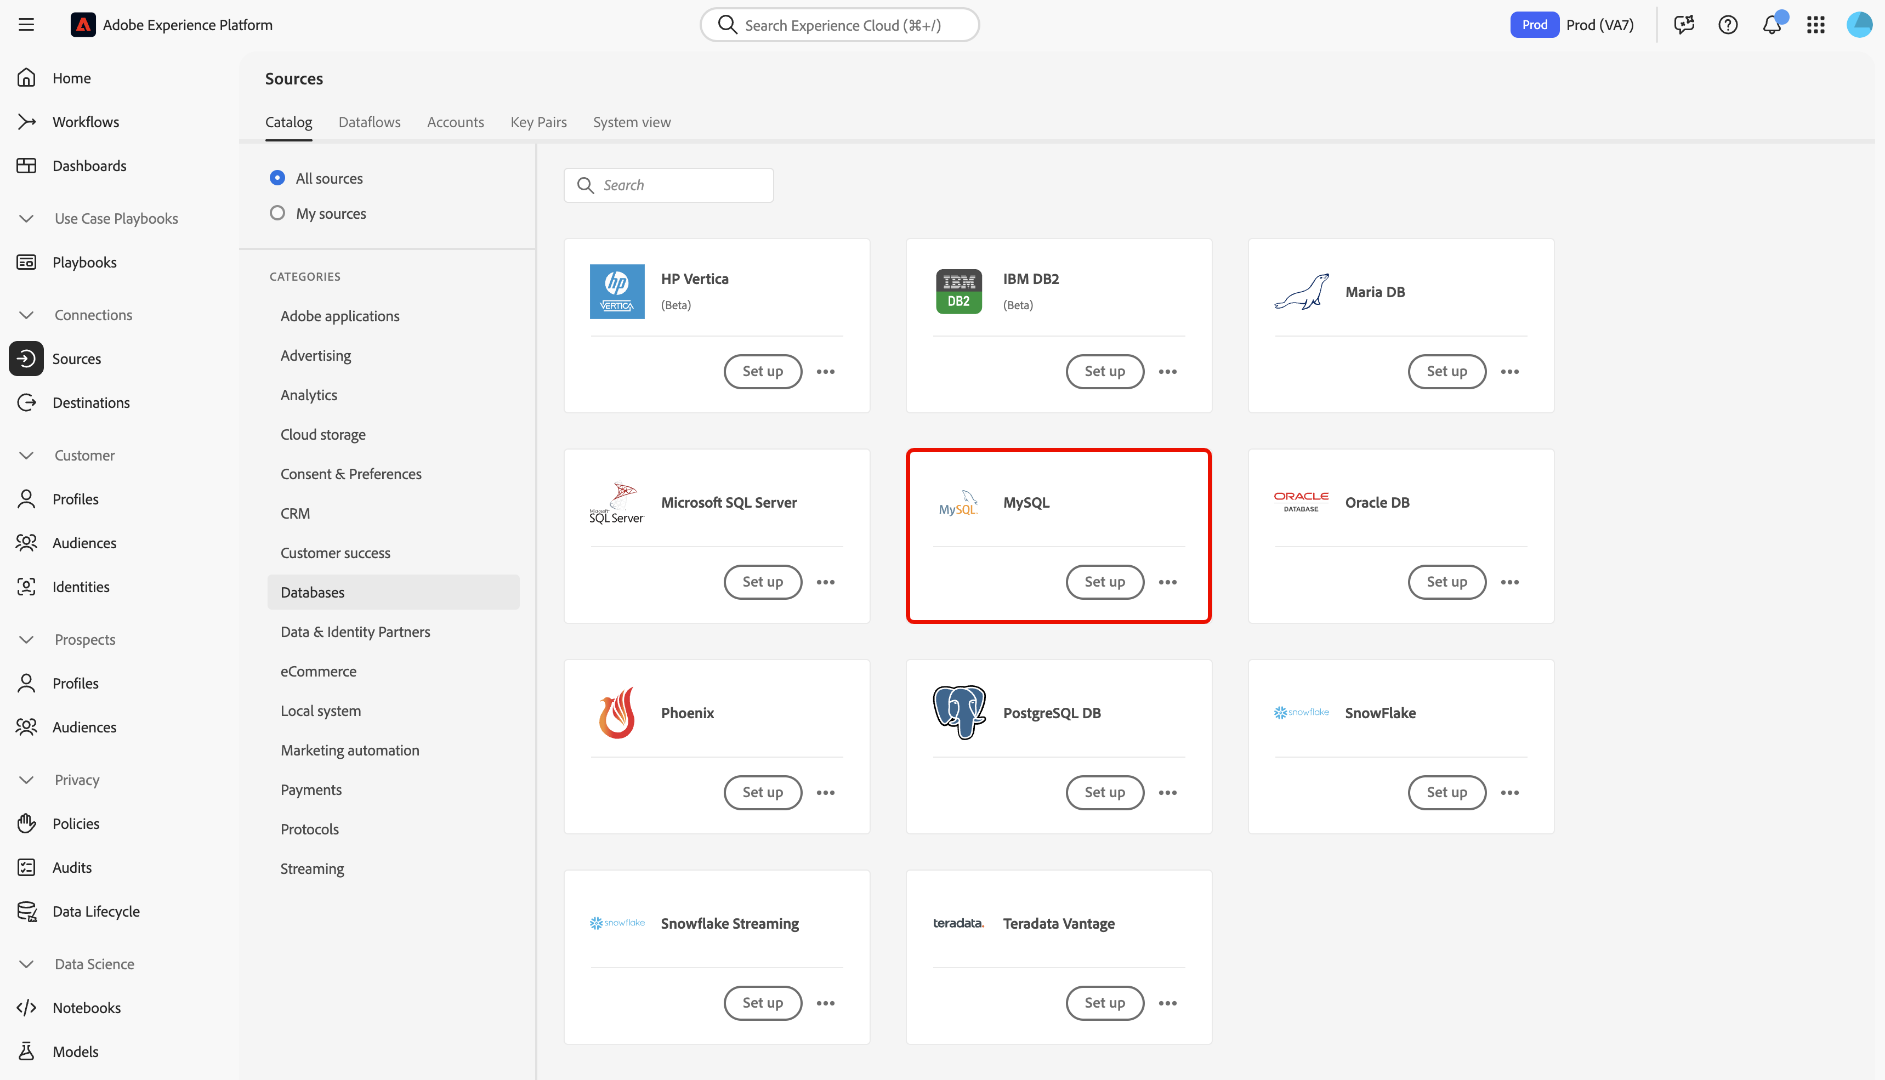 Adobe Experience Platform
Search Experience Cloud (⌘+/)
Prod
Prod (VA7)
Home
Workflows
Dashboards
Use Case Playbooks
Playbooks
Connections
Sources
Destinations
Customer
Profiles
Audiences
Identities
Prospects
Profiles
Audiences
Privacy
Policies
Audits
Data Lifecycle
Data Science
Notebooks
Models
Sources
Catalog
Dataflows
Accounts
Key Pairs
System view
All sources
My sources
CATEGORIES
Adobe applications
Advertising
Analytics
Cloud storage
Consent & Preferences
CRM
Customer success
Databases
Data & Identity Partners
eCommerce
Local system
Marketing automation
Payments
Protocols
Streaming
Search
hp
VERTICA
HP Vertica
(Beta)
Set up
IBM
DB2
IBM DB2
(Beta)
Set up
Maria DB
Set up
Microsoft
SQL Server
Microsoft SQL Server
Set up
MySQL
MySQL
Set up
ORACLE
DATABASE
Oracle DB
Set up
Phoenix
Set up
PostgreSQL DB
Set up
snowflake
SnowFlake
Set up
snowflake
Snowflake Streaming
Set up
teradata.
Teradata Vantage
Set up